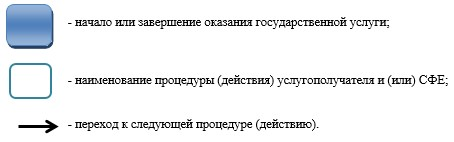 - начало или завершение оказания государственной услуги;
- наименование процедуры (действия) услугополучателя и (или) СФЕ;
- переход к следующей процедуре (действию).